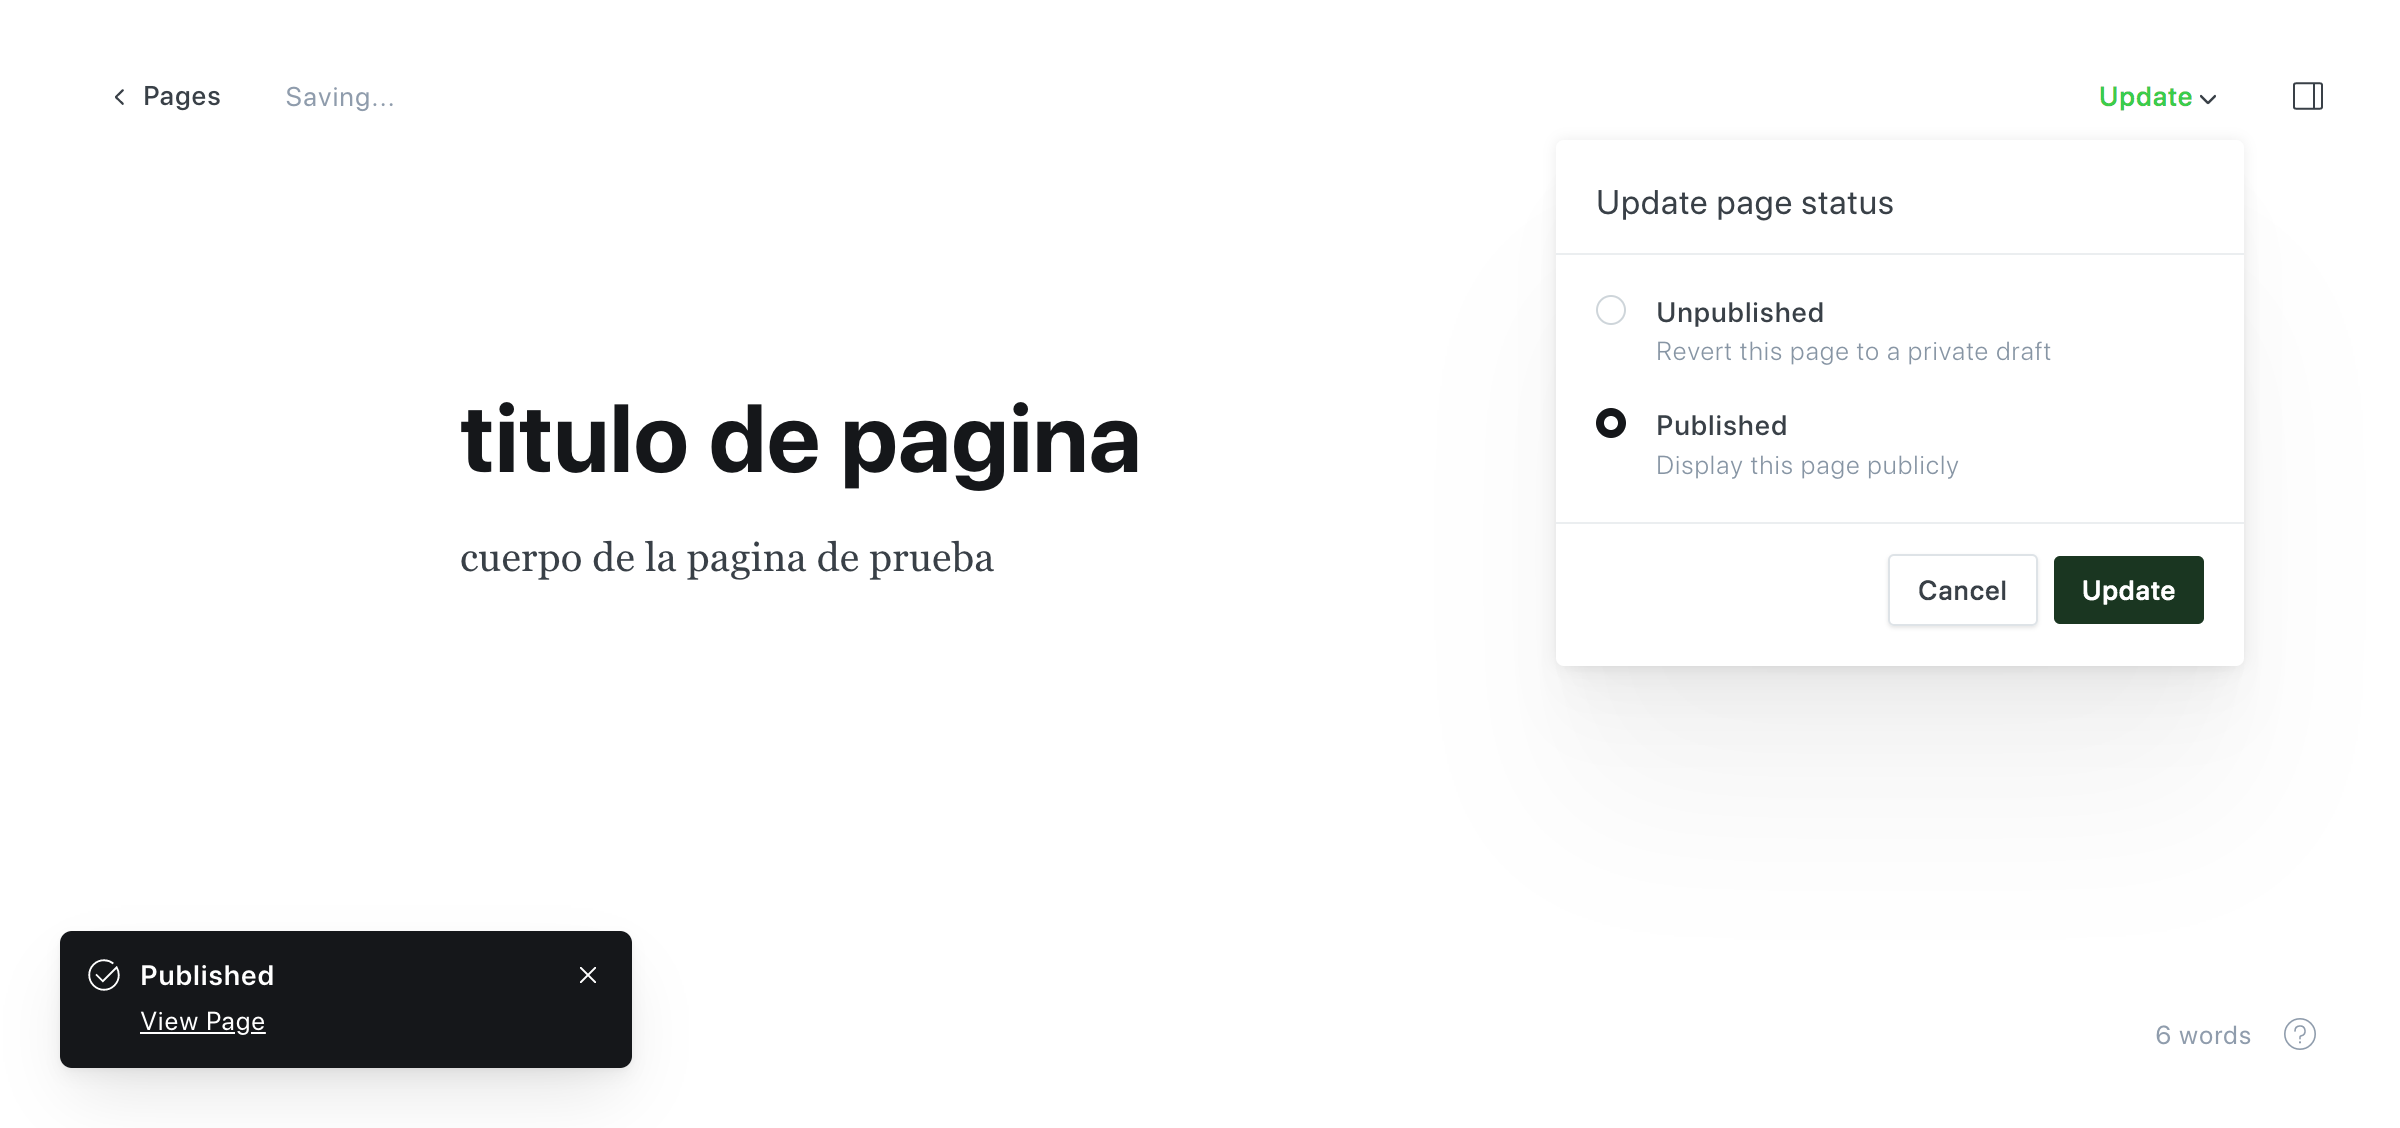 Pages
Saving...
Update
Update page status
Unpublished
Revert this page to a private draft
Published
Display this page publicly
Cancel
Update
titulo de pagina
cuerpo de la pagina de prueba
Published
View Page
6 words
?